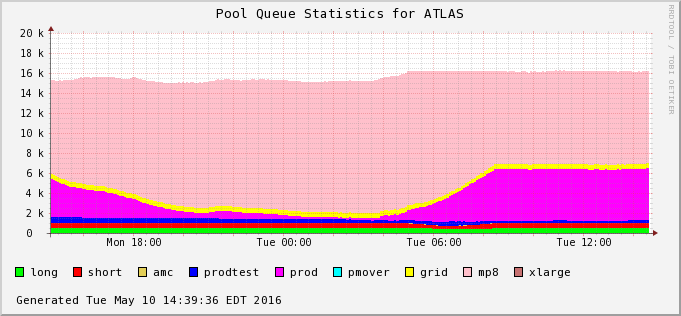 Pool Queue Statistics for ATLAS
RRDTOOL / TOBI OETIKER
20 k
18 k
16 k
14 k
12 k
10 k
8 k
6 k
4 k
2 k
0
Mon 18:00 Tue 00:00 Tue 06:00 Tue 12:00
long short amc prodtest prod pmover grid mp8 xlarge
Generated Tue May 10 14:39:36 EDT 2016